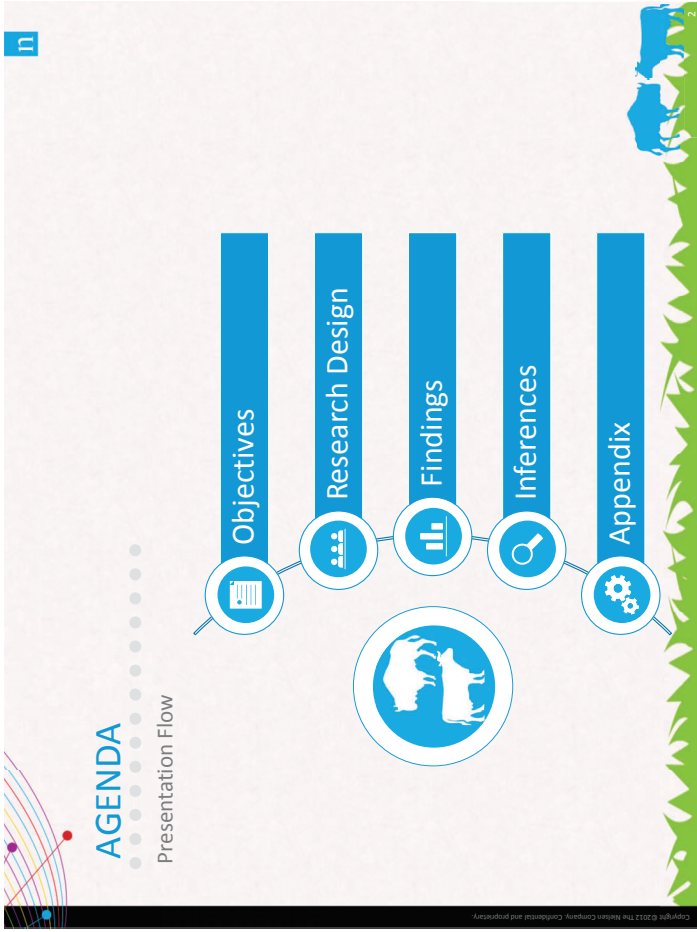 n
AGENDA
Presentation Flow
Objectives
Research Design
Findings
Inferences
Appendix
2
Copyright ©2012 The Nielsen Company. Confidential and proprietary.